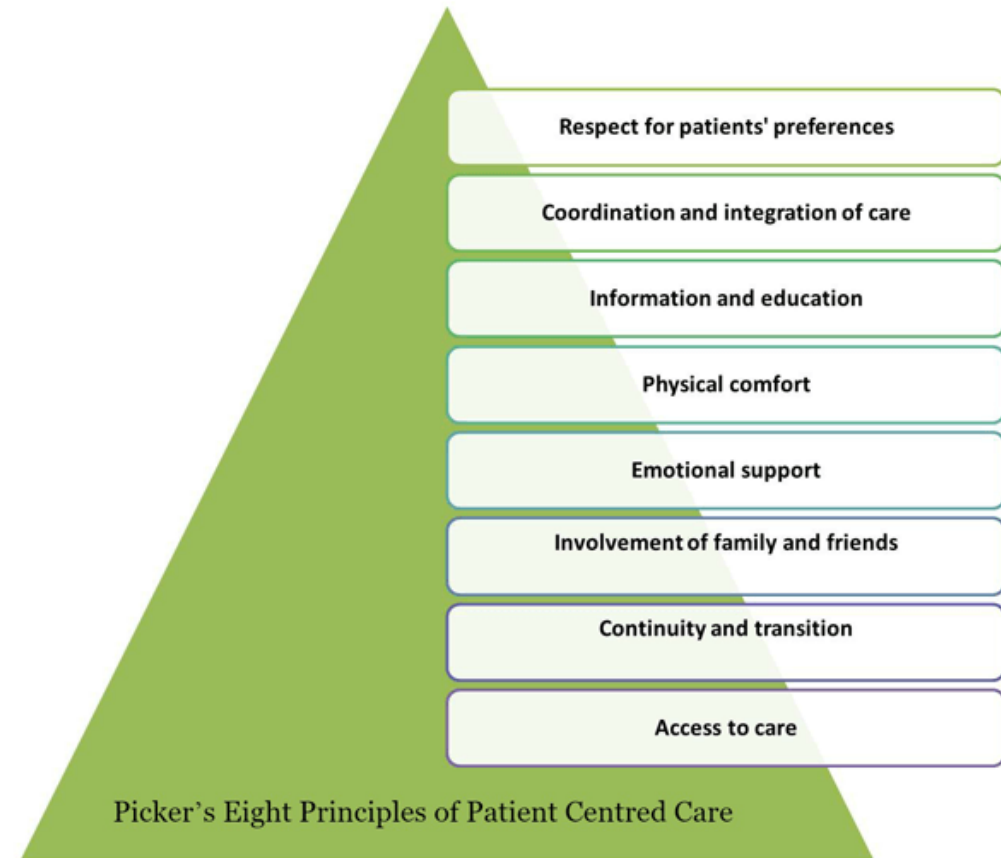 Respect for patients' preferences
Coordination and integration of care
Information and education
Physical comfort
Emotional support
Involvement of family and friends
Continuity and transition
Access to care
Picker’s Eight Principles of Patient Centred Care